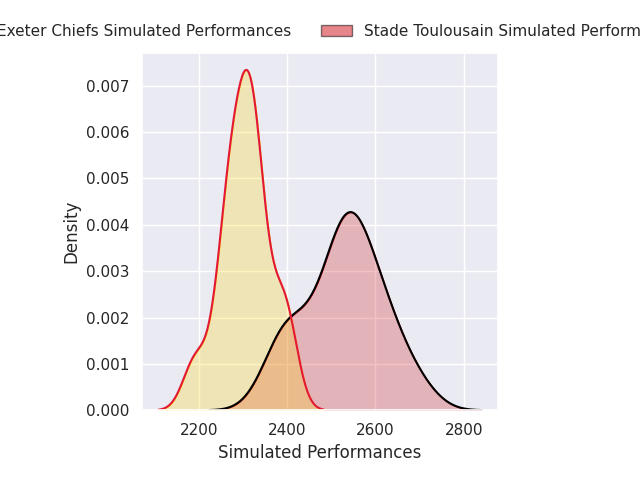 Exeter Chiefs Simulated Performances
Stade Toulousain Simulated Perform
0.007
0.006
0.005
0.004
0.003
0.002
0.001
0.000
Density
2200 2400 2600 2800
Simulated Performances